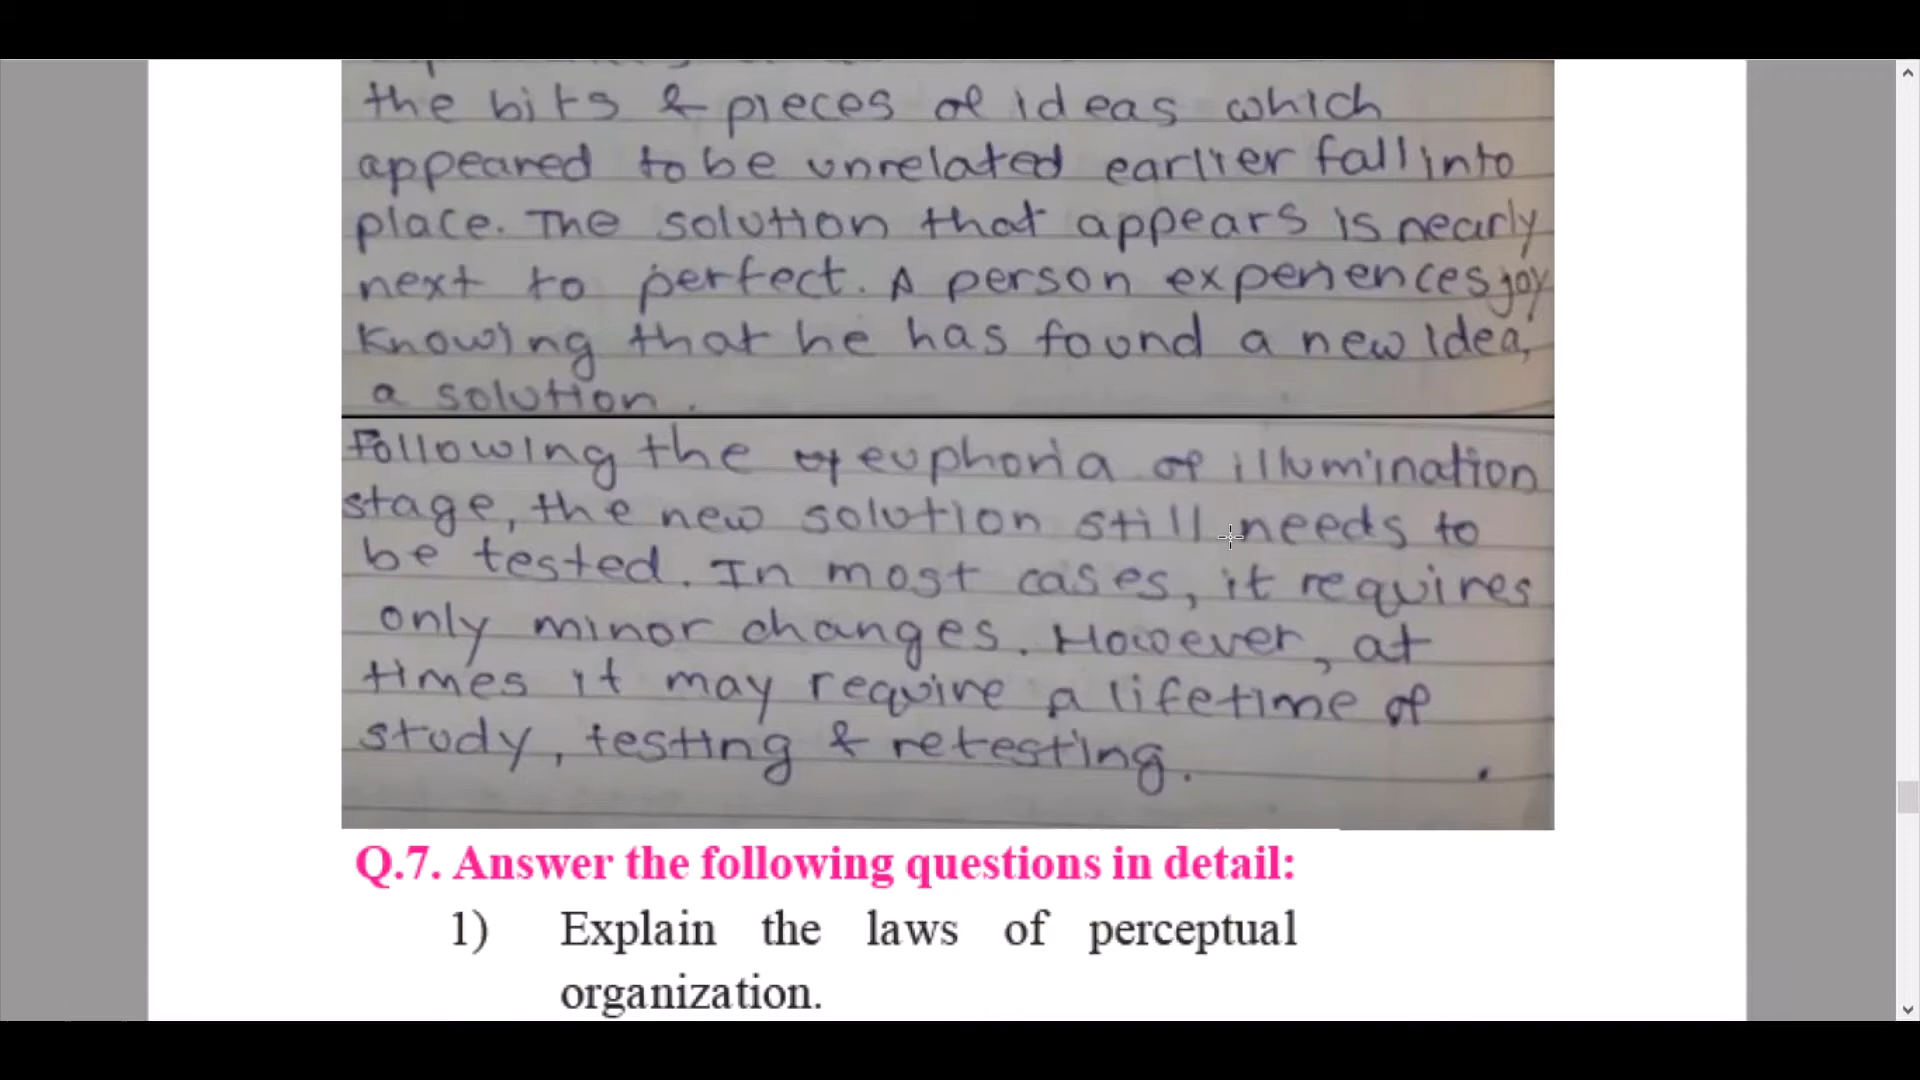 the bits & pieces of ideas which
appeared to be unrelated earlier fall into
place. The solution that appears is nearly
next to perfect. A person experiences joy
knowing that he has found a new idea,
a solution.
Following the euphoria of illumination
stage, the new solution still needs to
be tested. In most cases, it requires
only minor changes. However, at
times it may require a lifetime of
study, testing & retesting.
Q.7. Answer the following questions in detail:
1) Explain the laws of perceptual
organization.